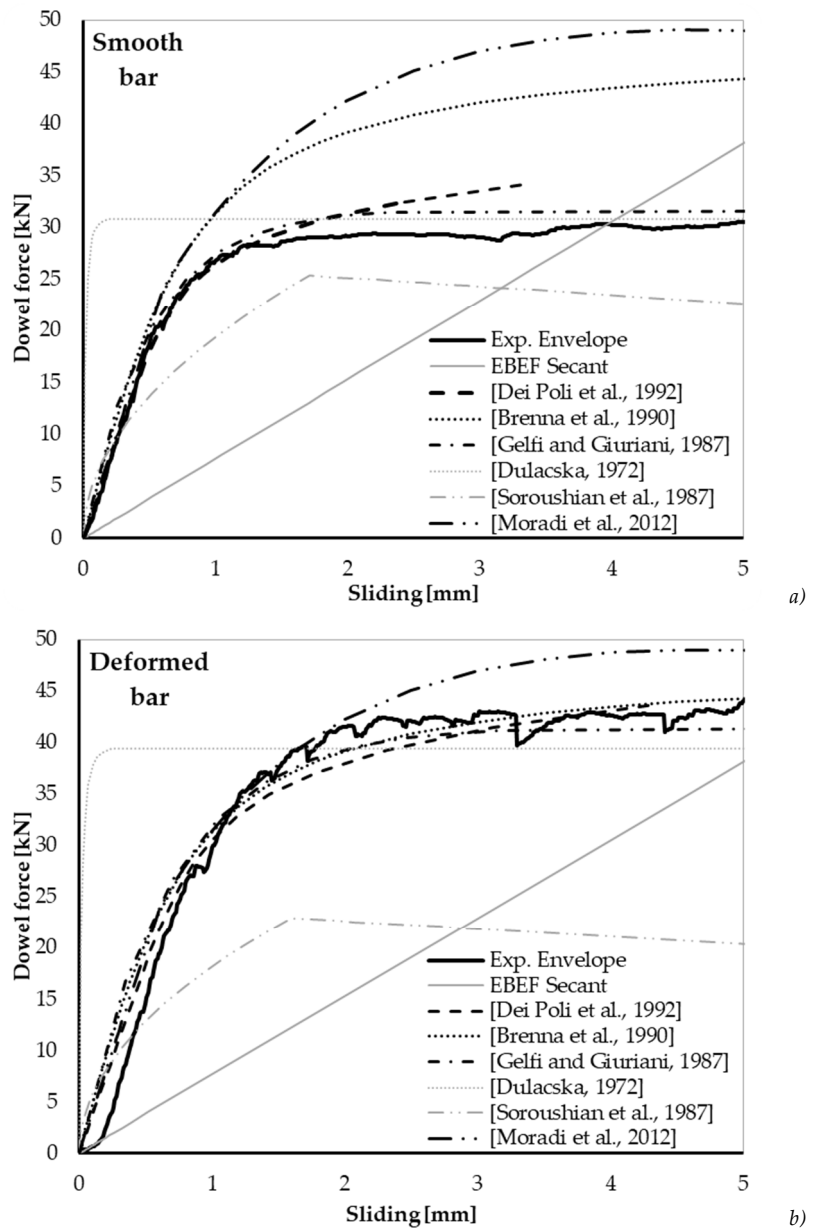 Smooth
bar
Dowel force [kN]
50
45
40
35
30
25
20
15
10
5
0
Exp. Envelope
EBEF Secant
[Dei Poli et al., 1992]
[Brenna et al., 1990]
[Gelfi and Giuriani, 1987]
[Dulacska, 1972]
[Soroushian et al., 1987]
[Moradi et al., 2012]
0 1 2 3 4 5
Sliding [mm]
a)
Deformed
bar
Dowel force [kN]
50
45
40
35
30
25
20
15
10
5
0
Exp. Envelope
EBEF Secant
[Dei Poli et al., 1992]
[Brenna et al., 1990]
[Gelfi and Giuriani, 1987]
[Dulacska, 1972]
[Soroushian et al., 1987]
[Moradi et al., 2012]
0 1 2 3 4 5
Sliding [mm]
b)